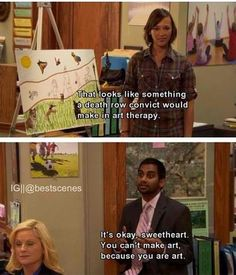 That looks like something
a death row convict would
make in art therapy.
IG||@bestscenes
It's okay, sweetheart.
You can't make art,
because you are art.